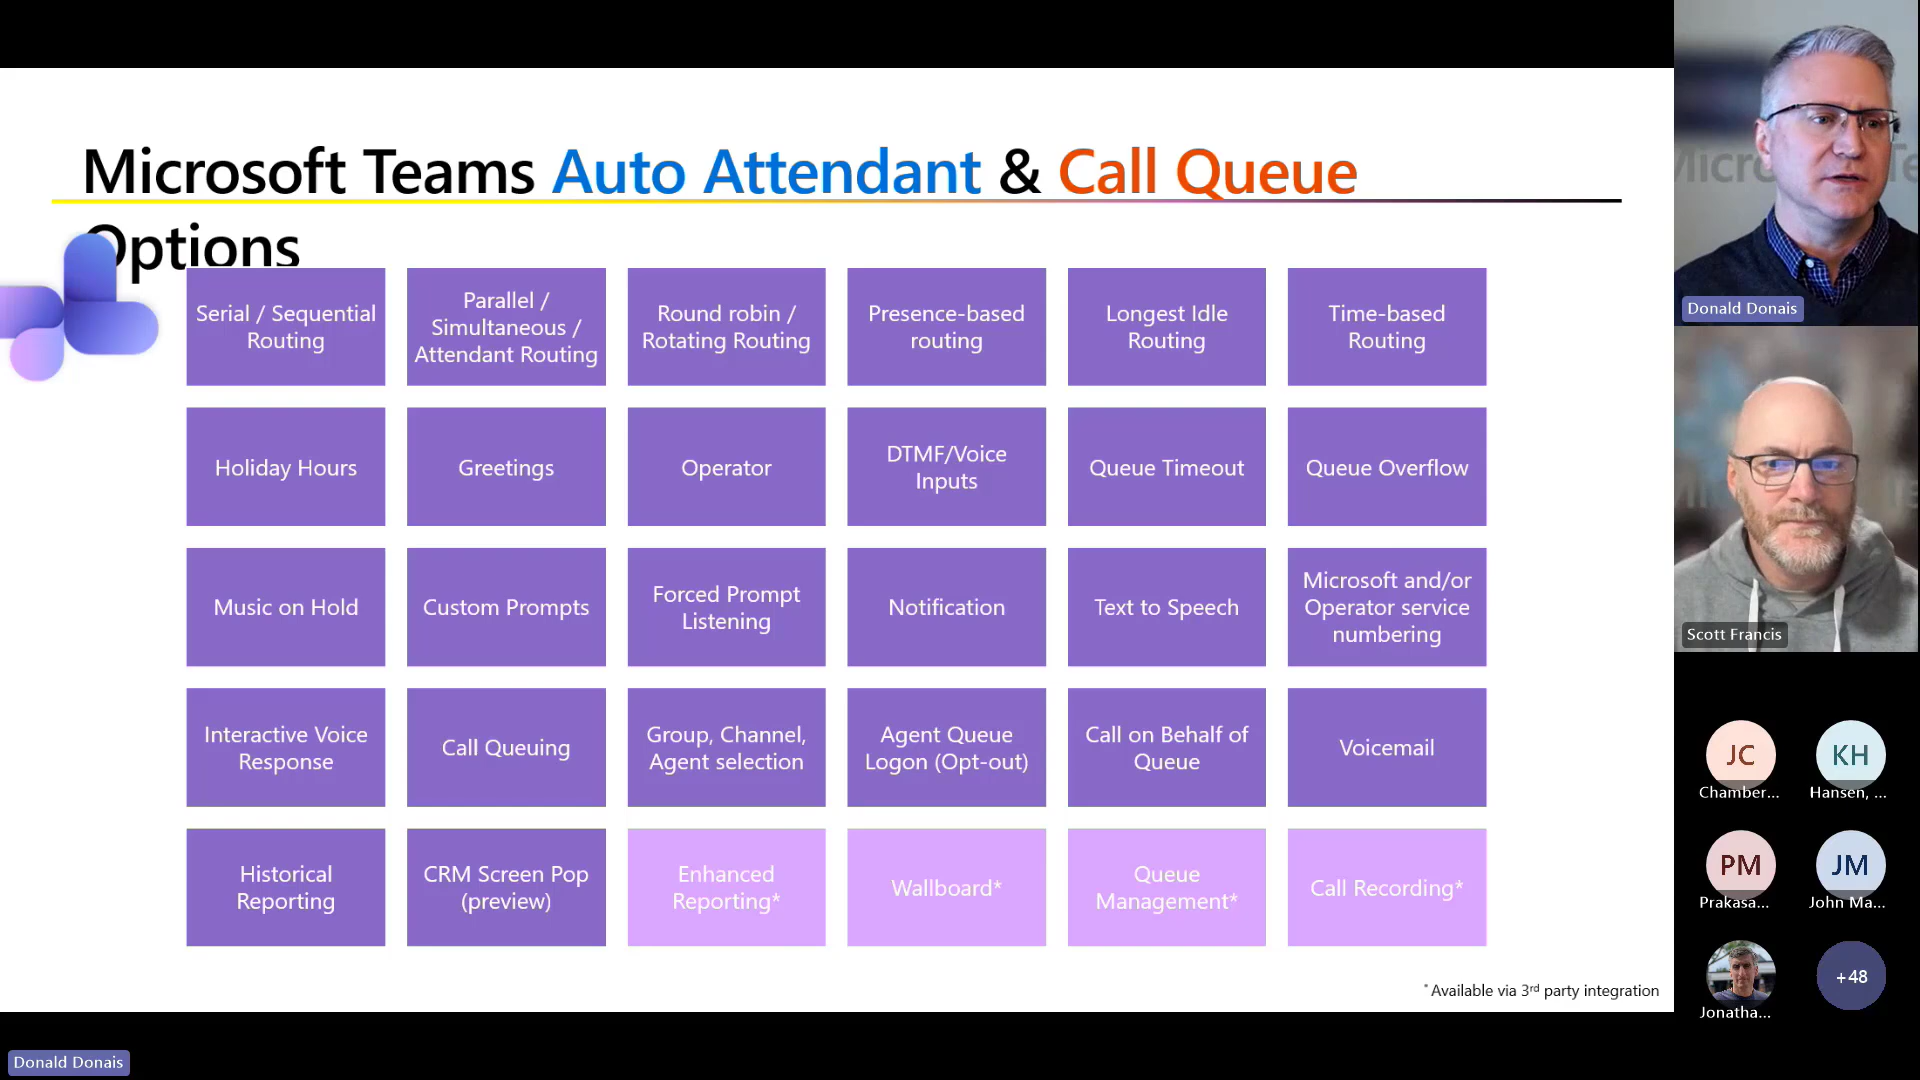 Microsoft Teams Auto Attendant & Call Queue
Options
Serial / Sequential
Routing
Parallel /
Simultaneous /
Attendant Routing
Round robin /
Rotating Routing
Presence-based
routing
Longest Idle
Routing
Time-based
Routing
Holiday Hours
Greetings
Operator
DTMF/Voice
Inputs
Queue Timeout
Queue Overflow
Music on Hold
Custom Prompts
Forced Prompt
Listening
Notification
Text to Speech
Microsoft and/or
Operator service
numbering
Interactive Voice
Response
Call Queuing
Group, Channel,
Agent selection
Agent Queue
Logon (Opt-out)
Call on Behalf of
Queue
Voicemail
Historical
Reporting
CRM Screen Pop
(preview)
Enhanced
Reporting*
Wallboard*
Queue
Management*
Call Recording*
* Available via 3rd party integration
Donald Donais
Donald Donais
Scott Francis
JC
Chamber...
KH
Hansen, ...
PM
Prakasa...
JM
John Ma...
Jonatha...
+48